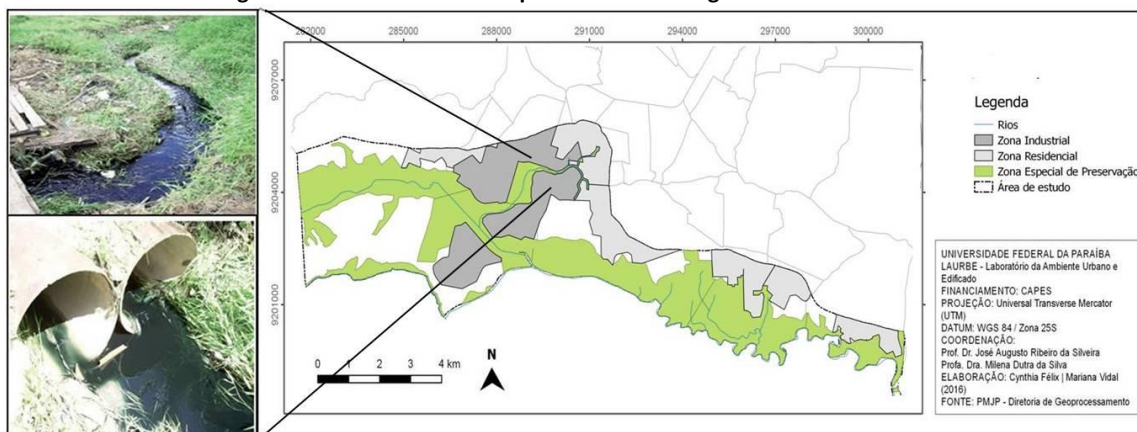 282000 285000 288000 291000 294000 297000 300000
9207000
9204000
9201000
0 1 2 3 4 km
N
Legenda
Rios
Zona Industrial
Zona Residencial
Zona Especial de Preservação
Área de estudo
UNIVERSIDADE FEDERAL DA PARAÍBA
LAURBE - Laboratório da Ambiente Urbano e
Edificado
FINANCIAMENTO: CAPES
PROJEÇÃO: Universal Transverse Mercator
(UTM)
DATUM: WGS 84 / Zona 25S
COORDENAÇÃO:
Prof. Dr. José Augusto Ribeiro da Silveira
Profa. Dra. Milena Dutra da Silva
ELABORAÇÃO: Cynthia Félix | Mariana Vidal
(2016)
FONTE: PMJP - Diretoria de Geoprocessamento